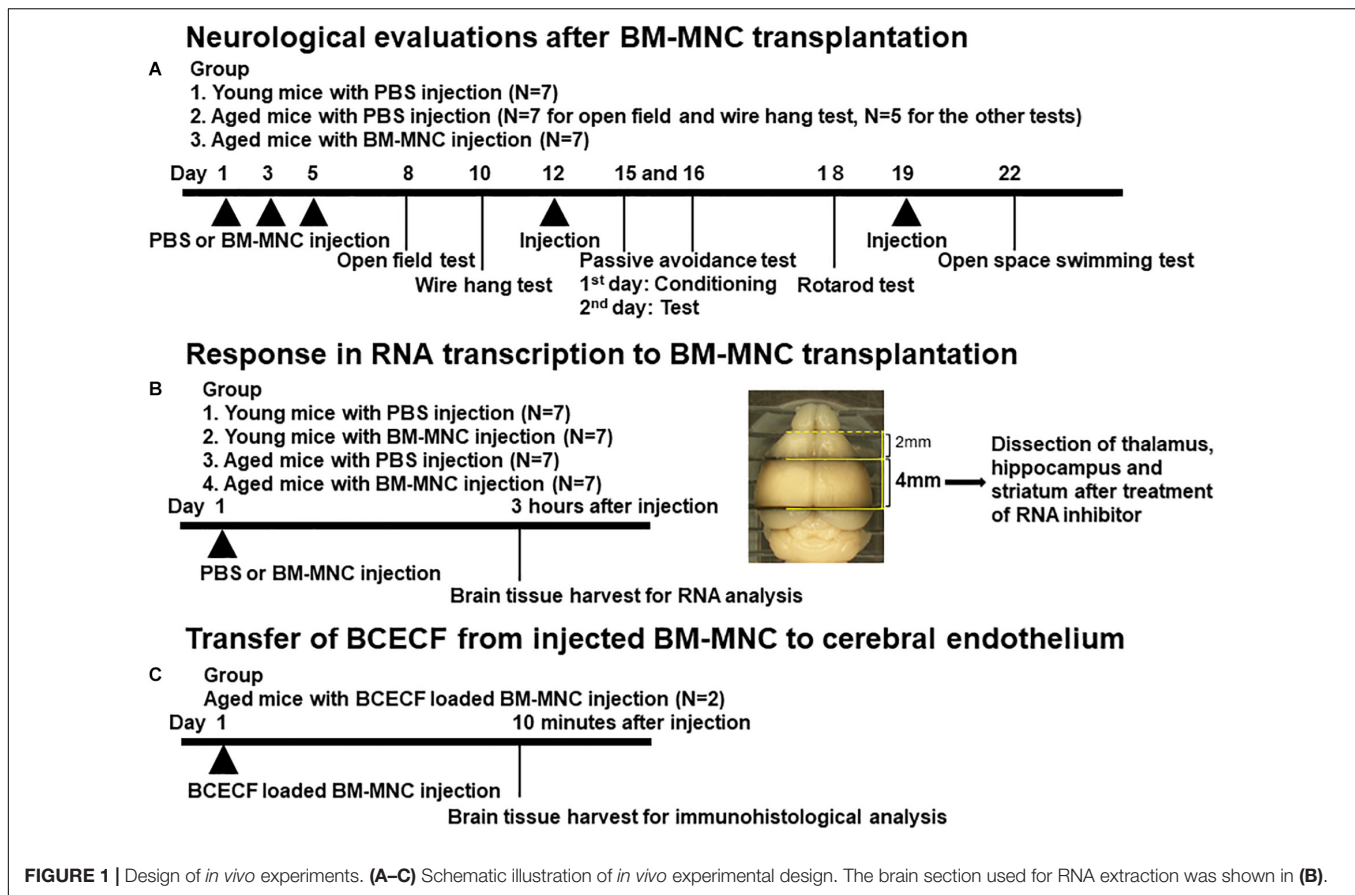 Neurological evaluations after BM-MNC transplantation
A Group
1. Young mice with PBS injection (N=7)
2. Aged mice with PBS injection (N=7 for open field and wire hang test, N=5 for the other tests)
3. Aged mice with BM-MNC injection (N=7)
Day 1 3 5 8 10 12 15 and 16 1 8 19 22
PBS or BM-MNC injection
Injection
Injection
Open field test
Passive avoidance test
Open space swimming test
Wire hang test
1st day: Conditioning
Rotarod test
2nd day: Test
Response in RNA transcription to BM-MNC transplantation
B Group
1. Young mice with PBS injection (N=7)
2. Young mice with BM-MNC injection (N=7)
3. Aged mice with PBS injection (N=7)
4. Aged mice with BM-MNC injection (N=7)
Day 1 3 hours after injection
PBS or BM-MNC injection
Brain tissue harvest for RNA analysis
2mm
4mm
Dissection of thalamus,
hippocampus and
striatum after treatment
of RNA inhibitor
Transfer of BCECF from injected BM-MNC to cerebral endothelium
C Group
Aged mice with BCECF loaded BM-MNC injection (N=2)
Day 1 10 minutes after injection
BCECF loaded BM-MNC injection
Brain tissue harvest for immunohistological analysis
FIGURE 1 | Design of in vivo experiments. (A–C) Schematic illustration of in vivo experimental design. The brain section used for RNA extraction was shown in (B).